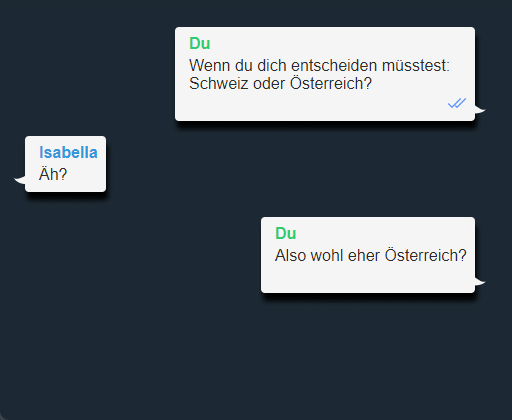 Du
Wenn du dich entscheiden müsstest:
Schweiz oder Österreich?
Isabella
Äh?
Du
Also wohl eher Österreich?